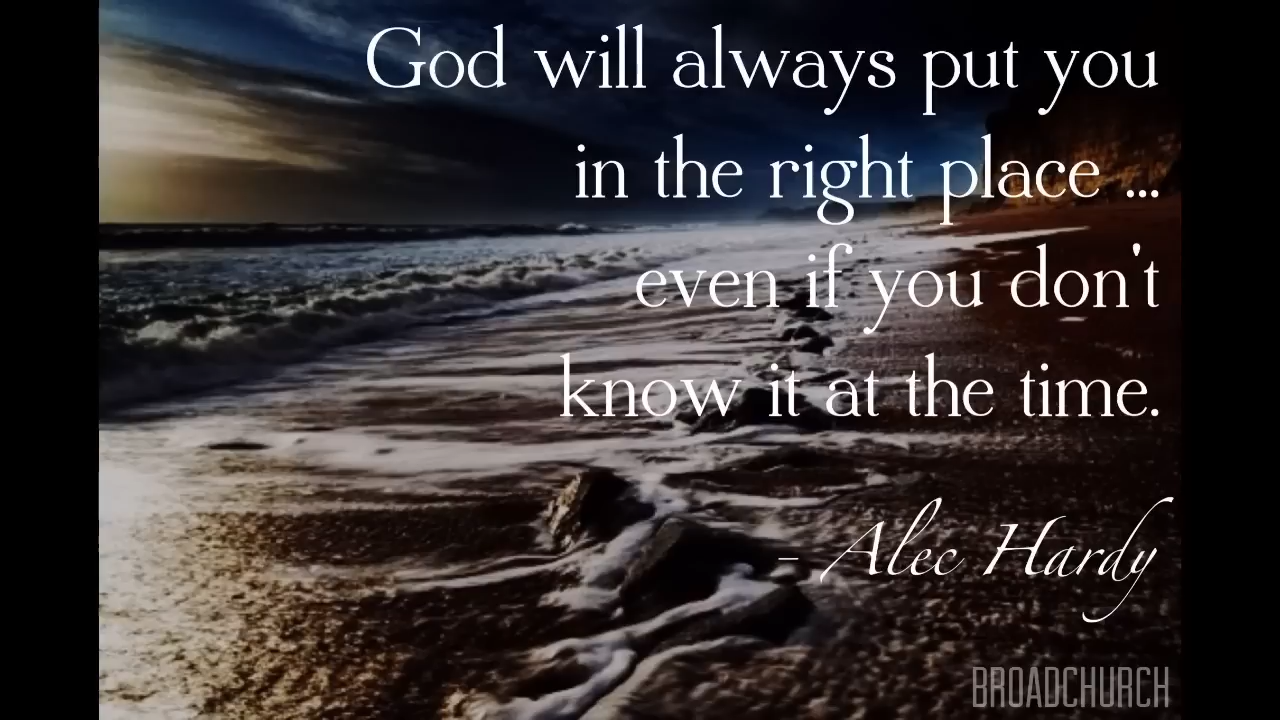 God will always put you
in the right place ...
even if you don't
know it at the time.
- Alec Hardy
BROADCHURCH